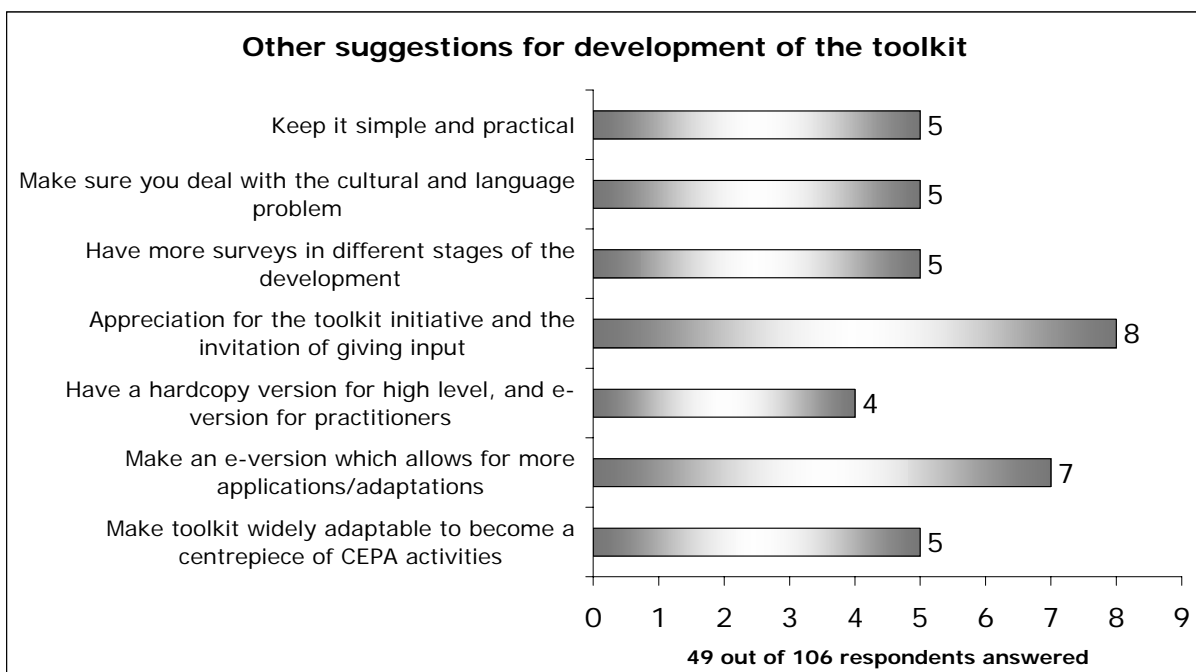 Other suggestions for development of the toolkit
Keep it simple and practical
5
Make sure you deal with the cultural and language
problem
5
Have more surveys in different stages of the
development
5
Appreciation for the toolkit initiative and the
invitation of giving input
8
Have a hardcopy version for high level, and e-
version for practitioners
4
Make an e-version which allows for more
applications/adaptations
7
Make toolkit widely adaptable to become a
centrepiece of CEPA activities
5
0 1 2 3 4 5 6 7 8 9
49 out of 106 respondents answered